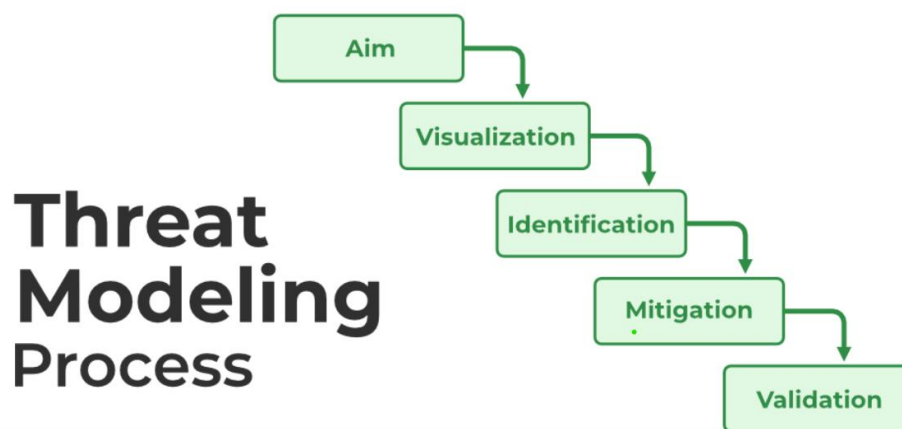 Threat
Modeling
Process
Aim
Visualization
Identification
Mitigation
Validation